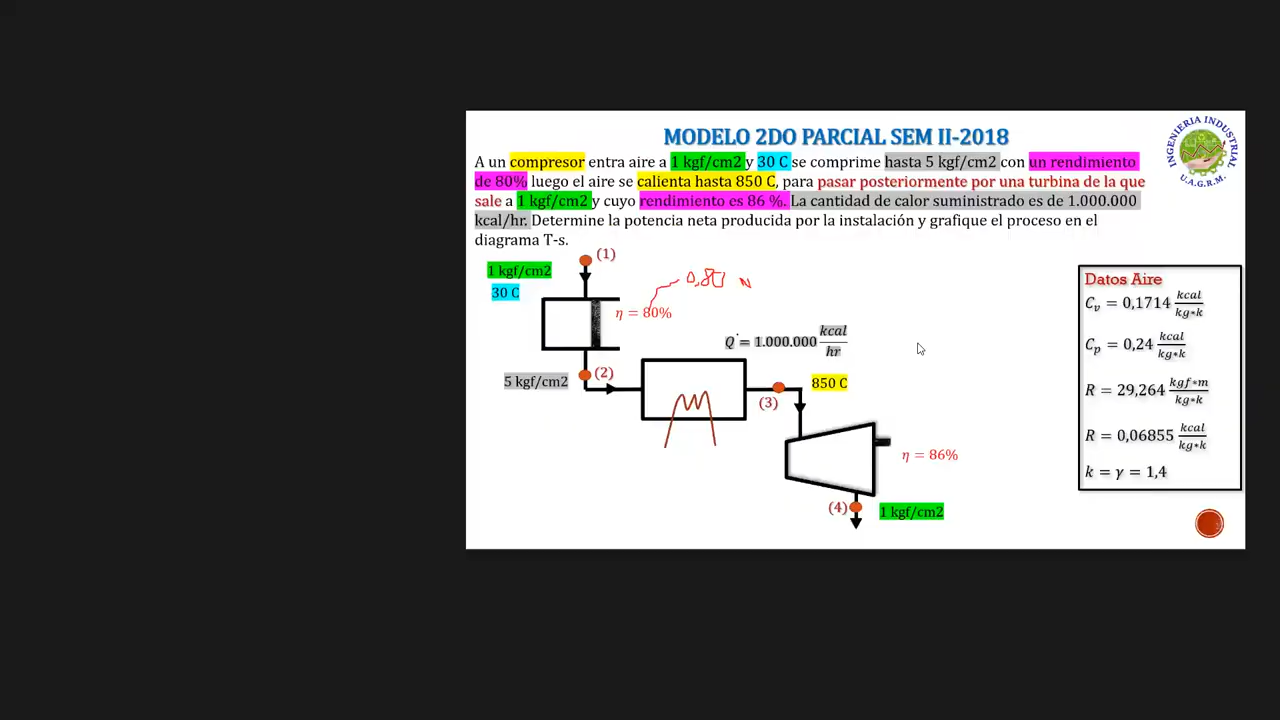 MODELO 2DO PARCIAL SEM II-2018
A un compresor entra aire a 1 kgf/cm2 y 30 C se comprime hasta 5 kgf/cm2 con un rendimiento
de 80% luego el aire se calienta hasta 850 C, para pasar posteriormente por una turbina de la que
sale a 1 kgf/cm2 y cuyo rendimiento es 86 %. La cantidad de calor suministrado es de 1.000.000
kcal/hr. Determine la potencia neta producida por la instalación y grafique el proceso en el
diagrama T-s.
INGENIERIA INDUSTRIAL
U.A.G.R.M.
(1)
1 kgf/cm2
30 C
η = 80%
Q̇ = 1.000.000 kcal/hr
5 kgf/cm2
(2)
(3)
850 C
η = 86%
(4)
1 kgf/cm2
Datos Aire
Cv = 0,1714 kcal/kg∗k
Cp = 0,24 kcal/kg∗k
R = 29,264 kgf∗m/kg∗k
R = 0,06855 kcal/kg∗k
k = γ = 1,4